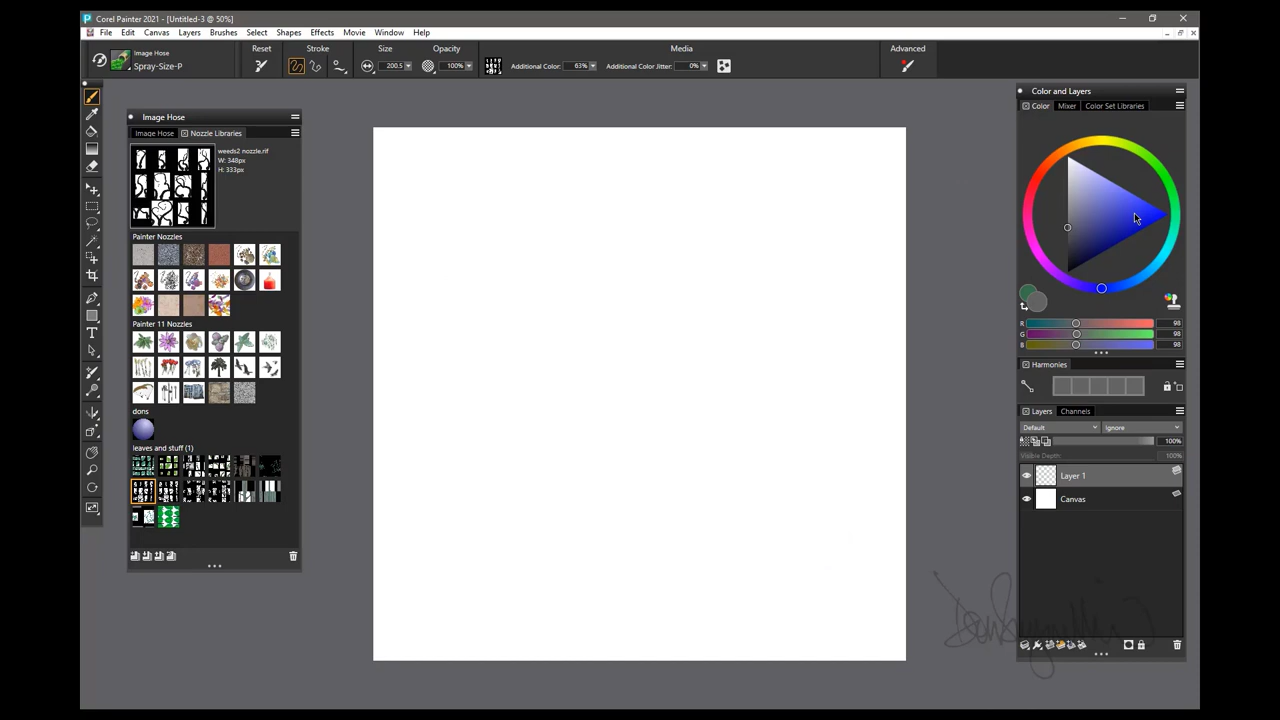 Corel Painter 2021 - [Untitled-3 @ 50%]
File Edit Canvas Layers Brushes Select Shapes Effects Movie Window Help
Image Hose
Spray-Size-P
Reset
Stroke
Size
200.5
Opacity
100%
Media
Additional Color: 63%
Additional Color Jitter: 0%
Advanced
Image Hose
Image Hose
Nozzle Libraries
weeds2 nozzle.rif
W: 348px
H: 333px
Painter Nozzles
Painter 11 Nozzles
dons
leaves and stuff (1)
Color and Layers
Color
Mixer
Color Set Libraries
R 98
G 98
B 98
Harmonies
Layers
Channels
Default
Ignore
100%
Visible Depth: 100%
Layer 1
Canvas